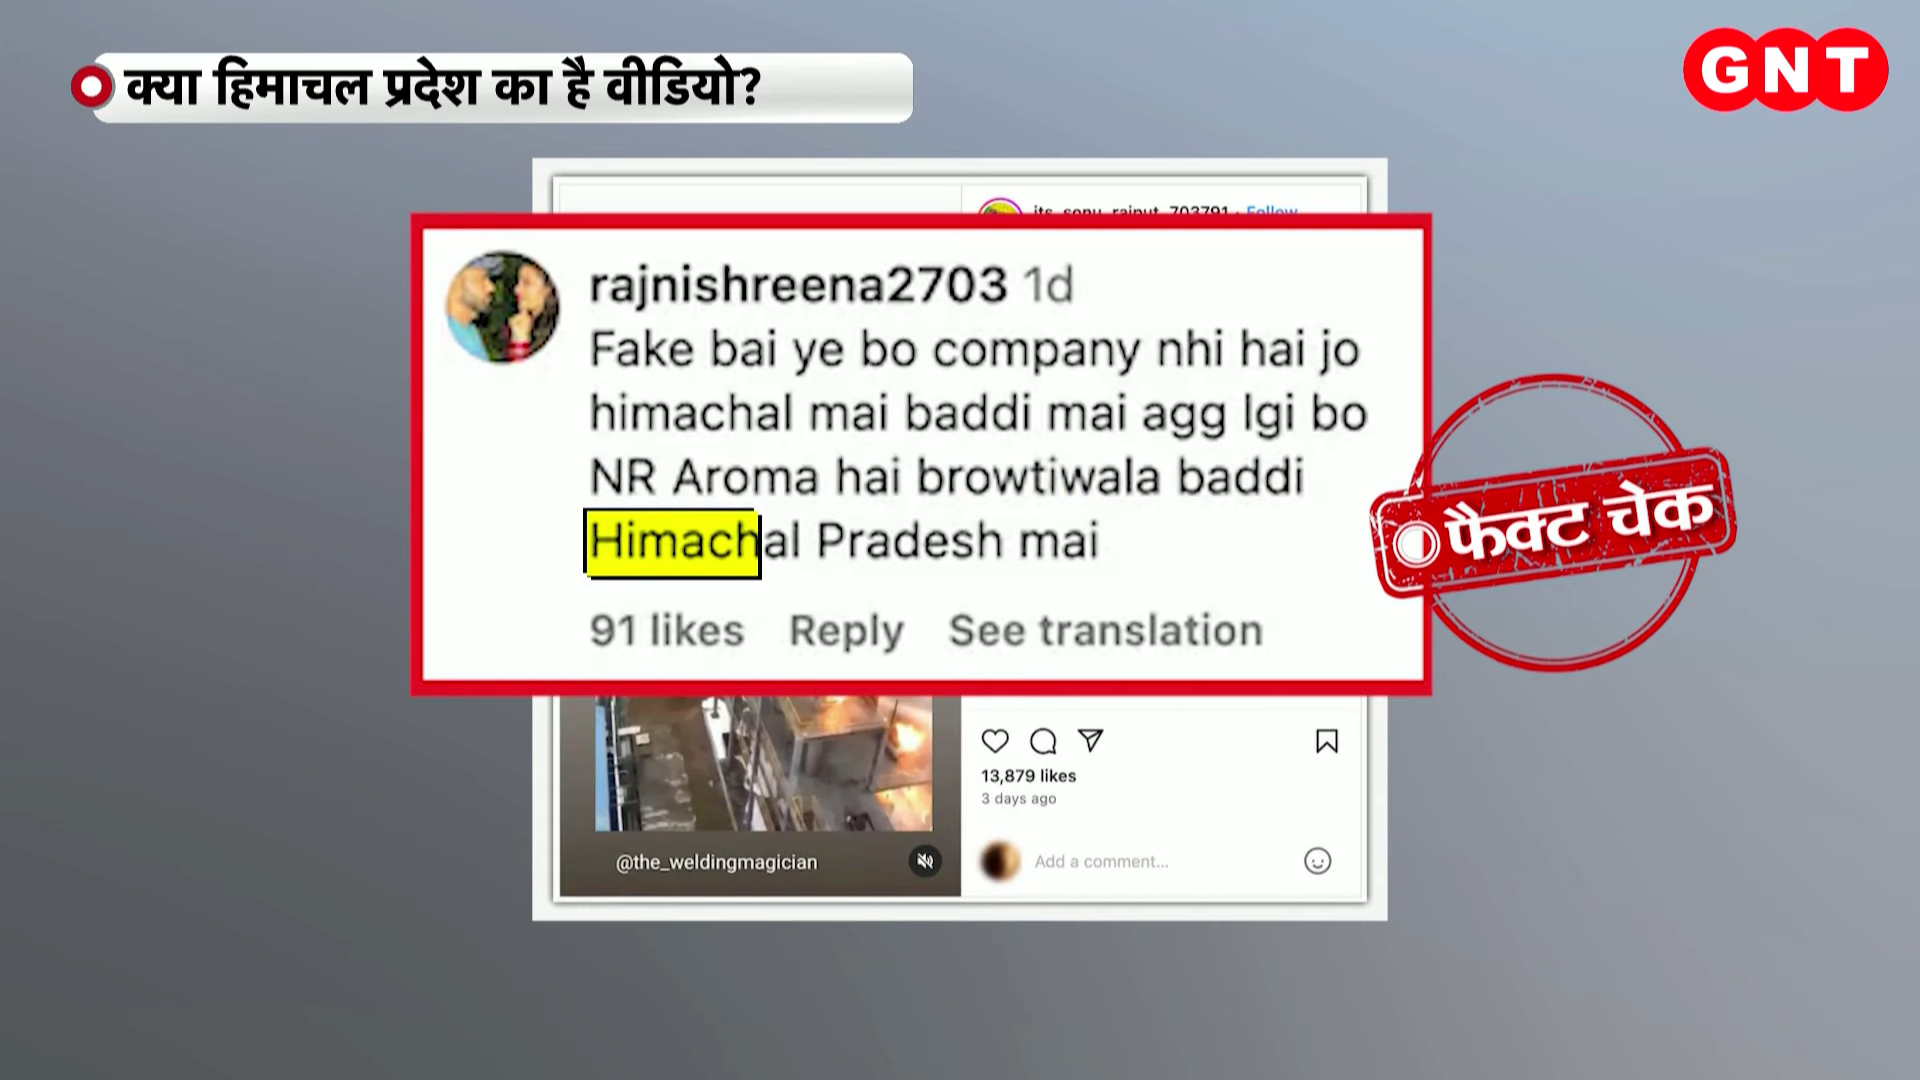 क्या हिमाचल प्रदेश का है वीडियो?
GNT
its_sonu_rajput_703791 · Follow
rajnishreena2703 1d
Fake bai ye bo company nhi hai jo
himachal mai baddi mai agg lgi bo
NR Aroma hai browtiwala baddi
Himachal Pradesh mai
91 likes Reply See translation
फैक्ट चेक
13,879 likes
3 days ago
@the_weldingmagician
Add a comment...